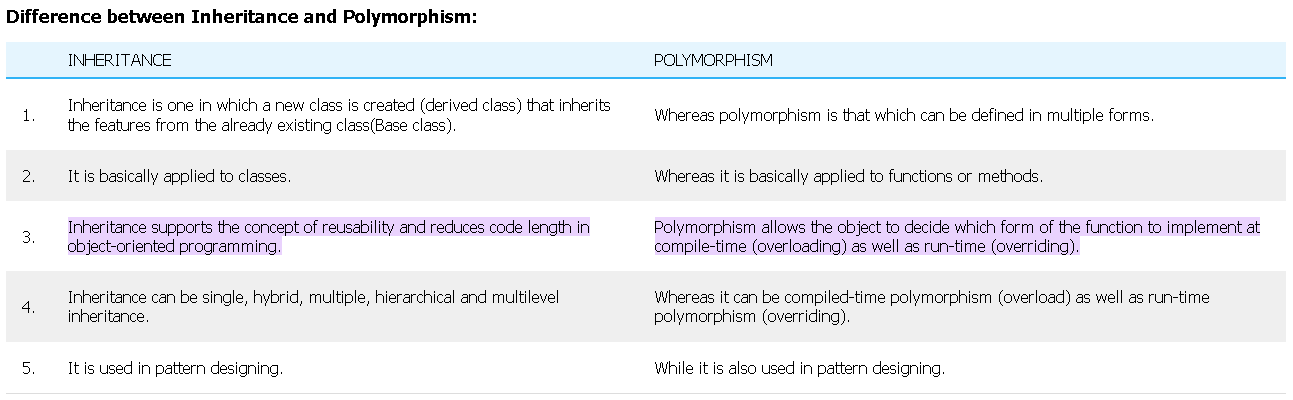 Difference between Inheritance and Polymorphism:
INHERITANCE POLYMORPHISM
1. Inheritance is one in which a new class is created (derived class) that inherits
the features from the already existing class(Base class).
Whereas polymorphism is that which can be defined in multiple forms.
2. It is basically applied to classes.
Whereas it is basically applied to functions or methods.
3. Inheritance supports the concept of reusability and reduces code length in
object-oriented programming.
Polymorphism allows the object to decide which form of the function to implement at
compile-time (overloading) as well as run-time (overriding).
4. Inheritance can be single, hybrid, multiple, hierarchical and multilevel
inheritance.
Whereas it can be compiled-time polymorphism (overload) as well as run-time
polymorphism (overriding).
5. It is used in pattern designing.
While it is also used in pattern designing.